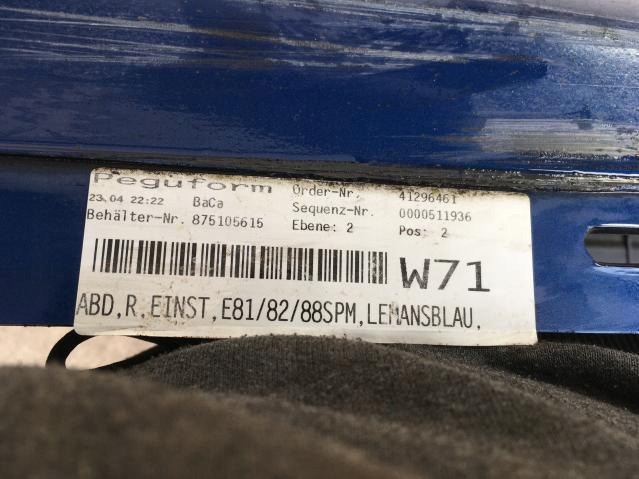 Peguform Order-Nr. 41296461
23.04 22:22 BaCa Sequenz-Nr. 0000511936
Behälter-Nr. 875105615 Ebene: 2 Pos: 2
W71
ABD,R.EINST,E81/82/88SPM,LEMANSBLAU,